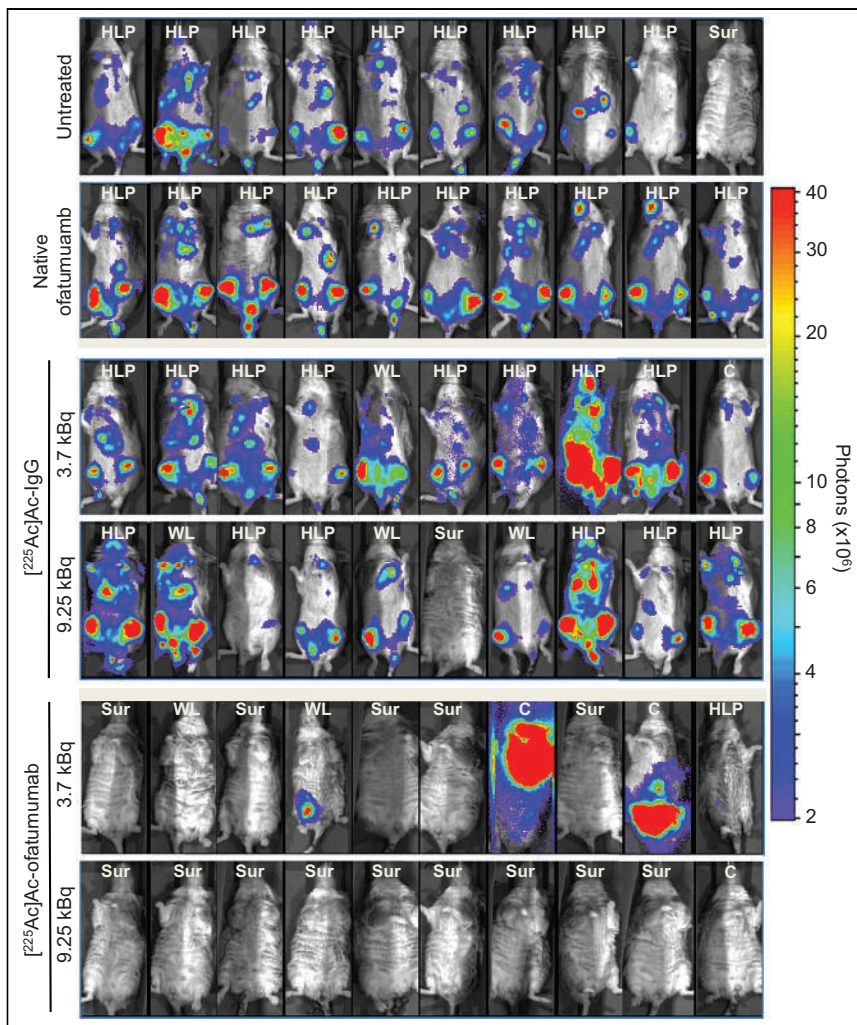 HLP HLP HLP HLP HLP HLP HLP HLP HLP Sur
Untreated
HLP HLP HLP HLP HLP HLP HLP HLP HLP HLP
Native
ofatumuamb
[²²⁵Ac]Ac-IgG
HLP HLP HLP HLP WL HLP HLP HLP HLP C
3.7 kBq
HLP WL HLP HLP WL Sur WL HLP HLP HLP
9.25 kBq
[²²⁵Ac]Ac-ofatumumab
Sur WL Sur WL Sur Sur C Sur C HLP
3.7 kBq
Sur Sur Sur Sur Sur Sur Sur Sur Sur C
9.25 kBq
40
30
20
10
8
6
4
2
Photons (x10⁶)